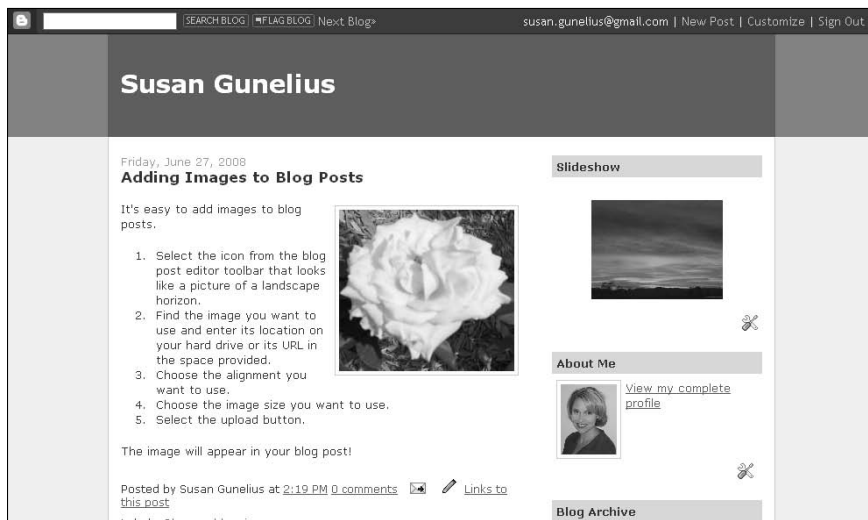 SEARCH BLOG FLAG BLOG Next Blog»
susan.gunelius@gmail.com | New Post | Customize | Sign Out
Susan Gunelius
Friday, June 27, 2008
Adding Images to Blog Posts
It's easy to add images to blog
posts.
1. Select the icon from the blog
post editor toolbar that looks
like a picture of a landscape
horizon.
2. Find the image you want to
use and enter its location on
your hard drive or its URL in
the space provided.
3. Choose the alignment you
want to use.
4. Choose the image size you want to use.
5. Select the upload button.
The image will appear in your blog post!
Posted by Susan Gunelius at 2:19 PM 0 comments Links to
this post
Slideshow
About Me
View my complete
profile
Blog Archive